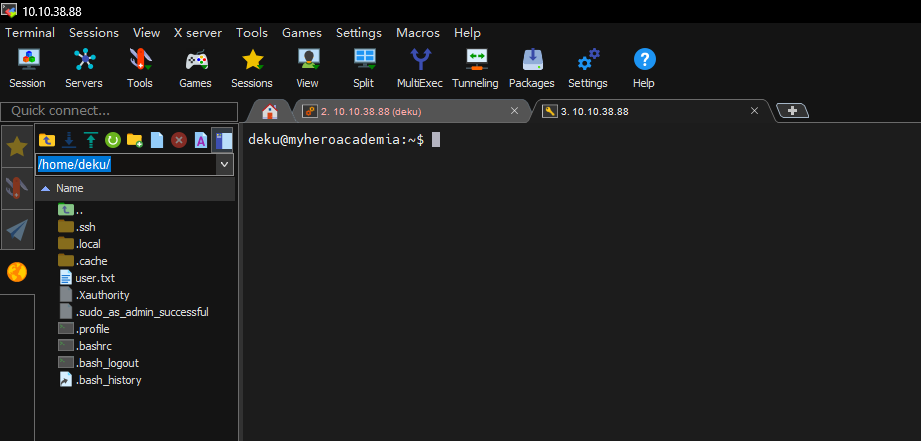 10.10.38.88
Terminal Sessions View X server Tools Games Settings Macros Help
Session Servers Tools Games Sessions View Split MultiExec Tunneling Packages Settings Help
Quick connect...
2. 10.10.38.88 (deku)
3. 10.10.38.88
/home/deku/
Name
..
.ssh
.local
.cache
user.txt
.Xauthority
.sudo_as_admin_successful
.profile
.bashrc
.bash_logout
.bash_history
deku@myheroacademia:~$